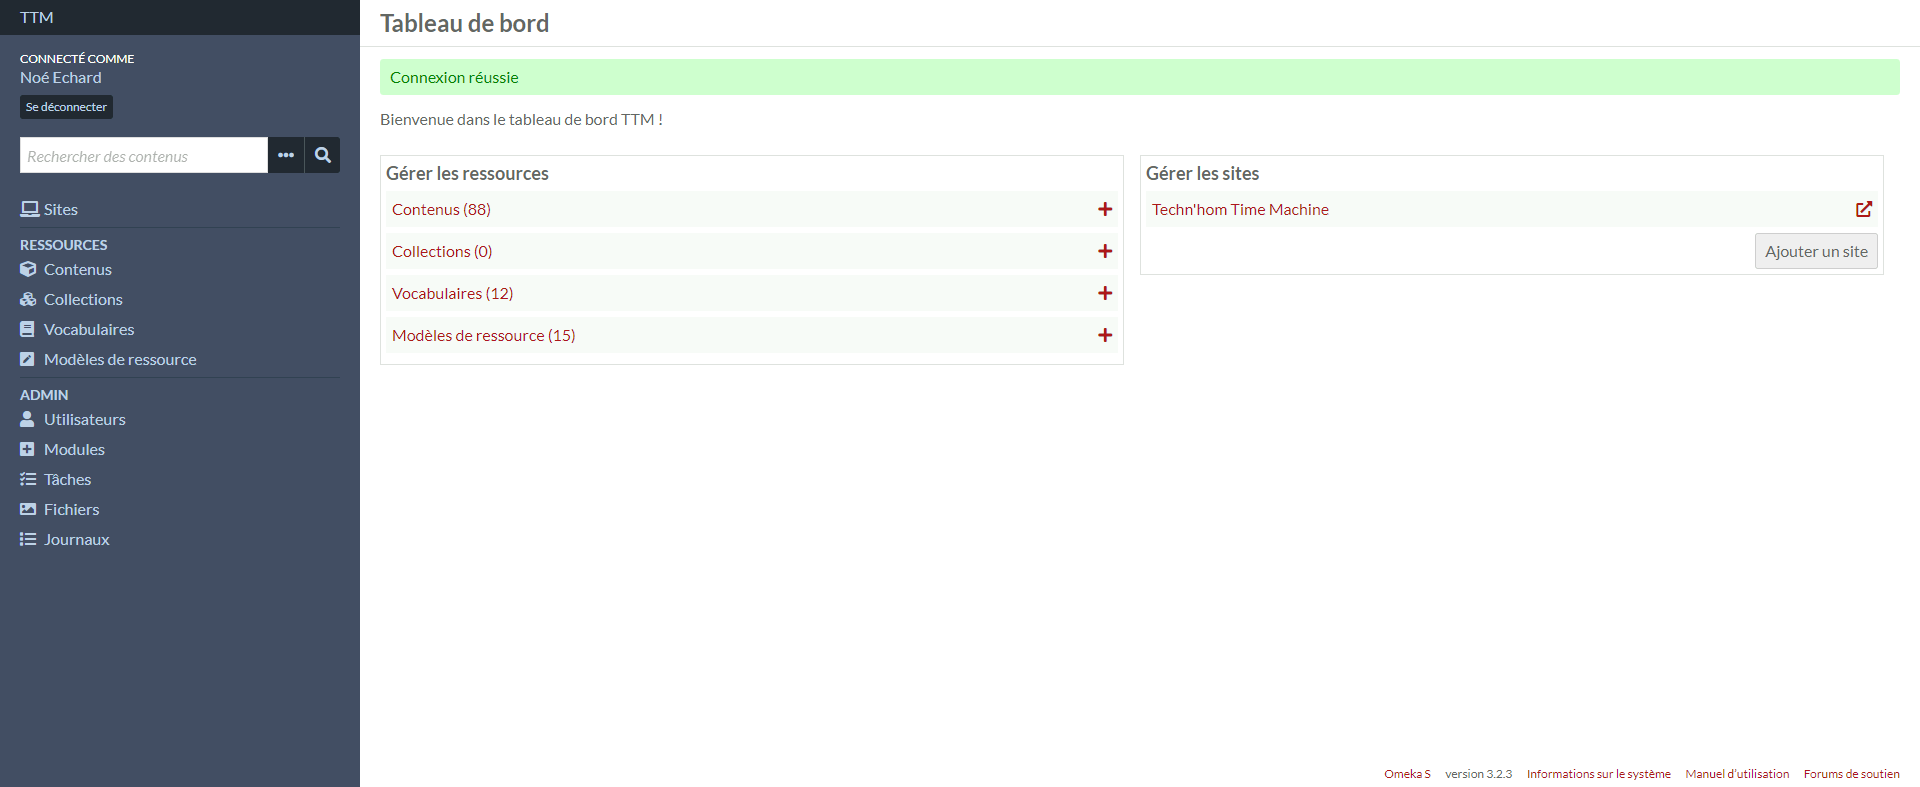 TTM
CONNECTÉ COMME
Noé Echard
Se déconnecter
Rechercher des contenus
Sites
RESSOURCES
Contenus
Collections
Vocabulaires
Modèles de ressource
ADMIN
Utilisateurs
Modules
Tâches
Fichiers
Journaux
Tableau de bord
Connexion réussie
Bienvenue dans le tableau de bord TTM !
Gérer les ressources
Contenus (88)
Collections (0)
Vocabulaires (12)
Modèles de ressource (15)
Gérer les sites
Techn'hom Time Machine
Ajouter un site
Omeka S version 3.2.3 Informations sur le système Manuel d'utilisation Forums de soutien